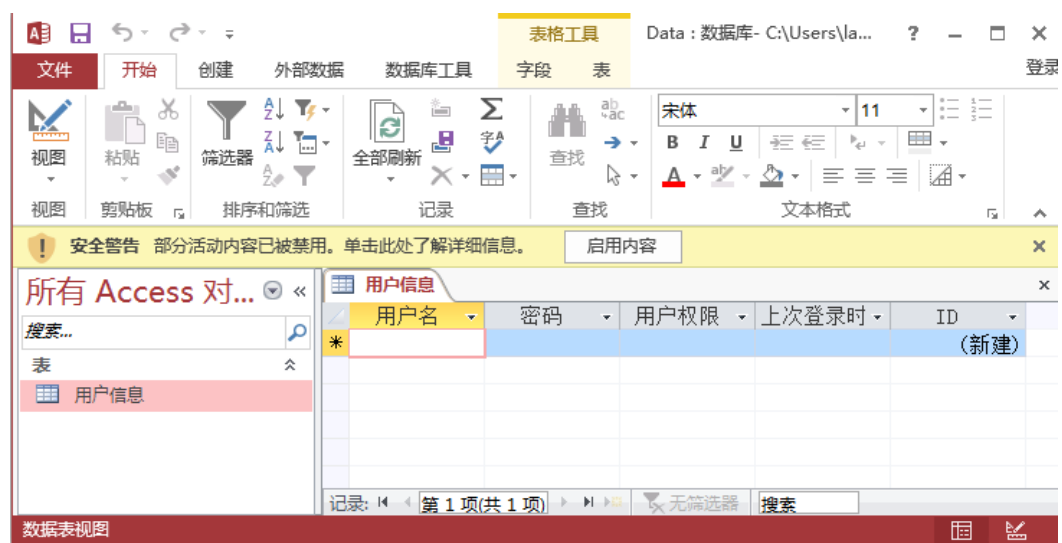 表格工具 Data : 数据库- C:\Users\la... ?
文件 开始 创建 外部数据 数据库工具 字段 表 登录
视图 粘贴 筛选器 全部刷新 查找 宋体 11
B I U
A
视图 剪贴板 排序和筛选 记录 查找 文本格式
安全警告 部分活动内容已被禁用。单击此处了解详细信息。 启用内容
所有 Access 对... «
用户信息
搜索...
用户名 密码 用户权限 上次登录时 ID
(新建)
表
用户信息
记录: 第 1 项(共 1 项) 无筛选器 搜索
数据表视图